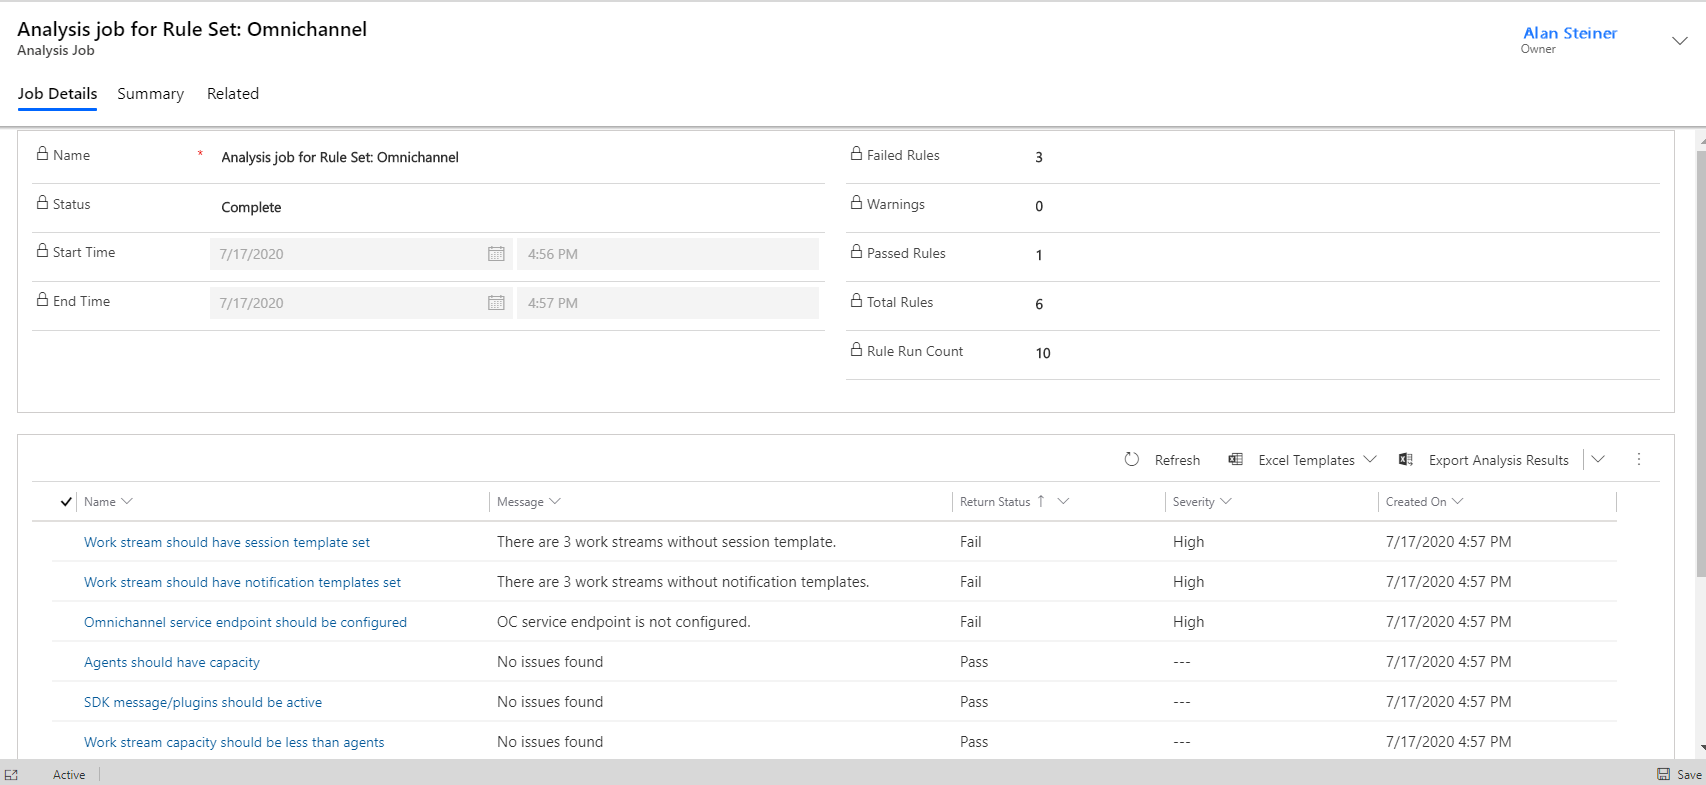 Analysis job for Rule Set: Omnichannel
Analysis Job
Alan Steiner
Owner
Job Details Summary Related
Name * Analysis job for Rule Set: Omnichannel
Status Complete
Start Time 7/17/2020 4:56 PM
End Time 7/17/2020 4:57 PM
Failed Rules 3
Warnings 0
Passed Rules 1
Total Rules 6
Rule Run Count 10
Refresh Excel Templates Export Analysis Results
Name Message Return Status Severity Created On
Work stream should have session template set There are 3 work streams without session template. Fail High 7/17/2020 4:57 PM
Work stream should have notification templates set There are 3 work streams without notification templates. Fail High 7/17/2020 4:57 PM
Omnichannel service endpoint should be configured OC service endpoint is not configured. Fail High 7/17/2020 4:57 PM
Agents should have capacity No issues found Pass --- 7/17/2020 4:57 PM
SDK message/plugins should be active No issues found Pass --- 7/17/2020 4:57 PM
Work stream capacity should be less than agents No issues found Pass --- 7/17/2020 4:57 PM
Active Save